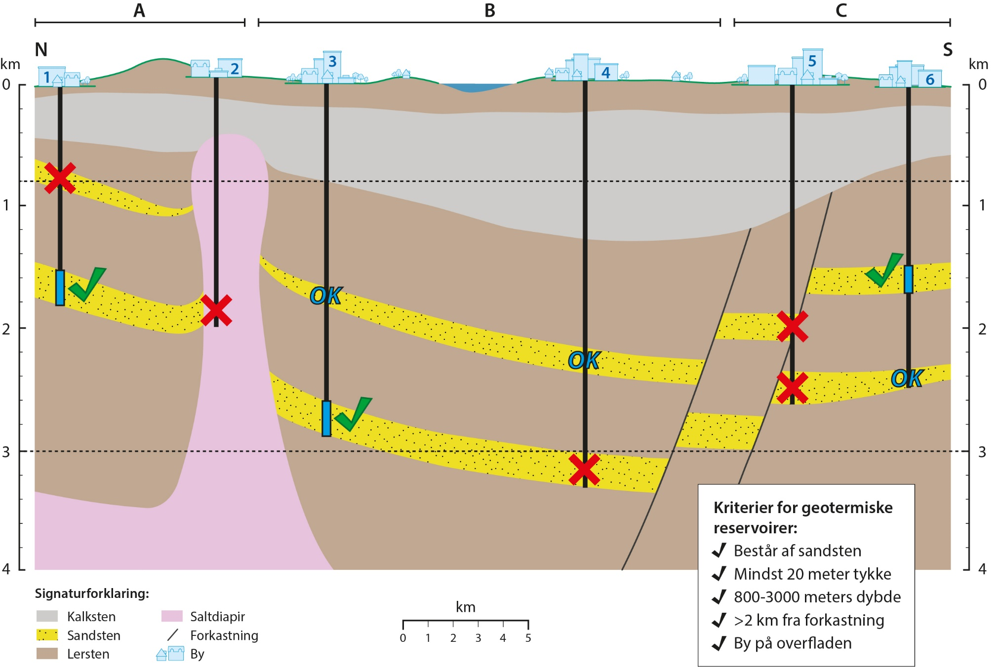 A
B
C
N
S
km
km
1
2
3
4
5
6
0
0
1
1
OK
2
2
OK
OK
3
3
4
4
Kriterier for geotermiske
reservoirer:
Består af sandsten
Mindst 20 meter tykke
800-3000 meters dybde
>2 km fra forkastning
By på overfladen
Signaturforklaring:
Kalksten
Saltdiapir
Sandsten
Forkastning
Lersten
By
km
0 1 2 3 4 5